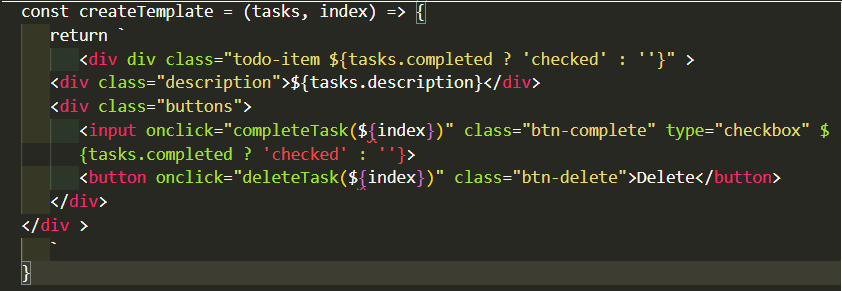 const createTemplate = (tasks, index) => {
return `
<div div class="todo-item ${tasks.completed ? 'checked' : ''}" >
<div class="description">${tasks.description}</div>
<div class="buttons">
<input onclick="completeTask(${index})" class="btn-complete" type="checkbox" $
{tasks.completed ? 'checked' : ''}>
<button onclick="deleteTask(${index})" class="btn-delete">Delete</button>
</div>
</div >
`
}